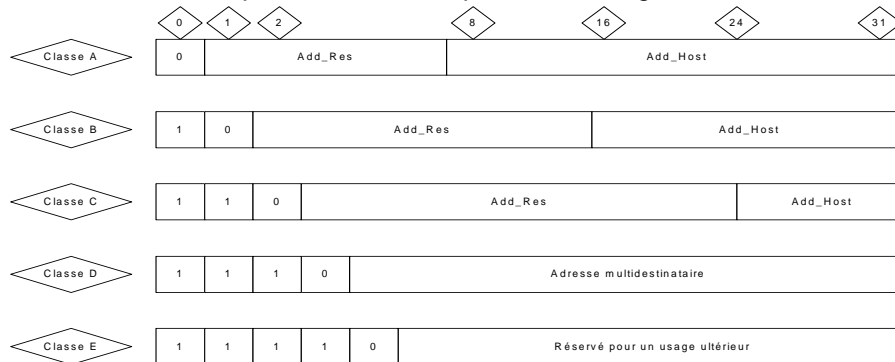 0 1 2 8 16 24 31
Classe A 0 Add_Res Add_Host
Classe B 1 0 Add_Res Add_Host
Classe C 1 1 0 Add_Res Add_Host
Classe D 1 1 1 0 Adresse multidestinataire
Classe E 1 1 1 1 0 Réservé pour un usage ultérieur